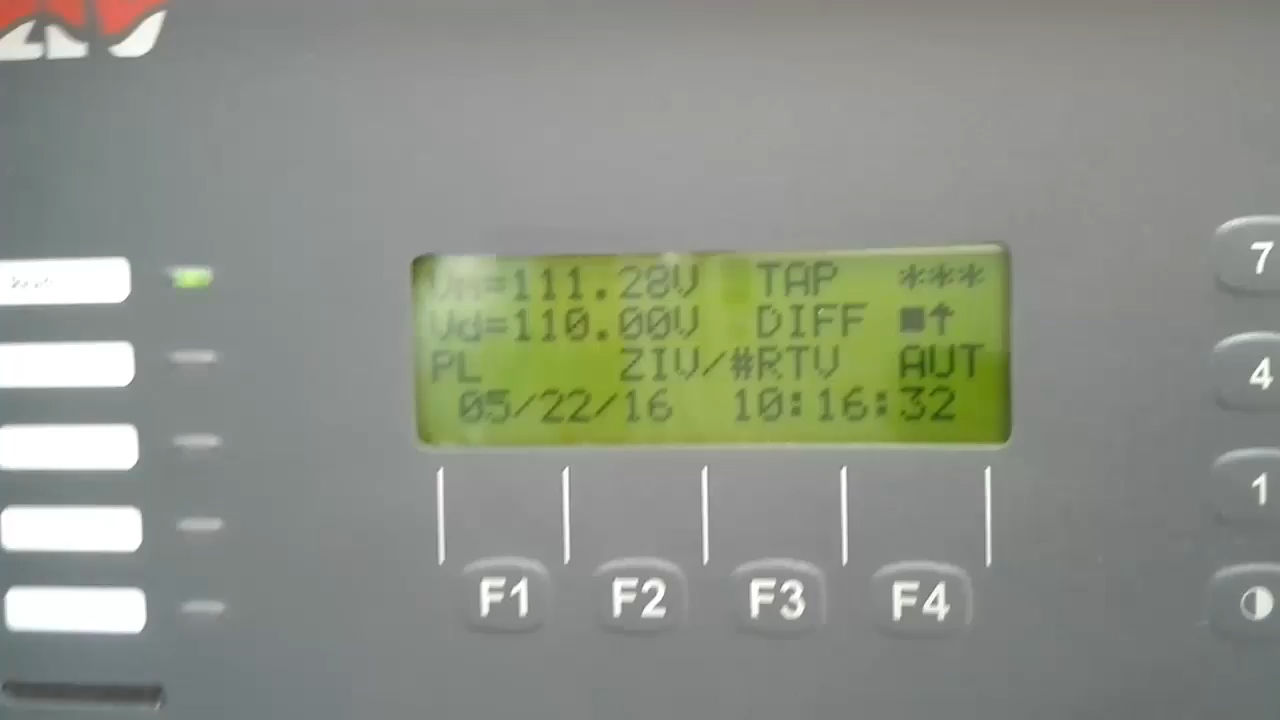 Vm=111.28V TAP ***
Vd=110.00V DIFF ■↑
PL ZIV/#RTV AUT
05/22/16 10:16:32
F1 F2 F3 F4
7
4
1